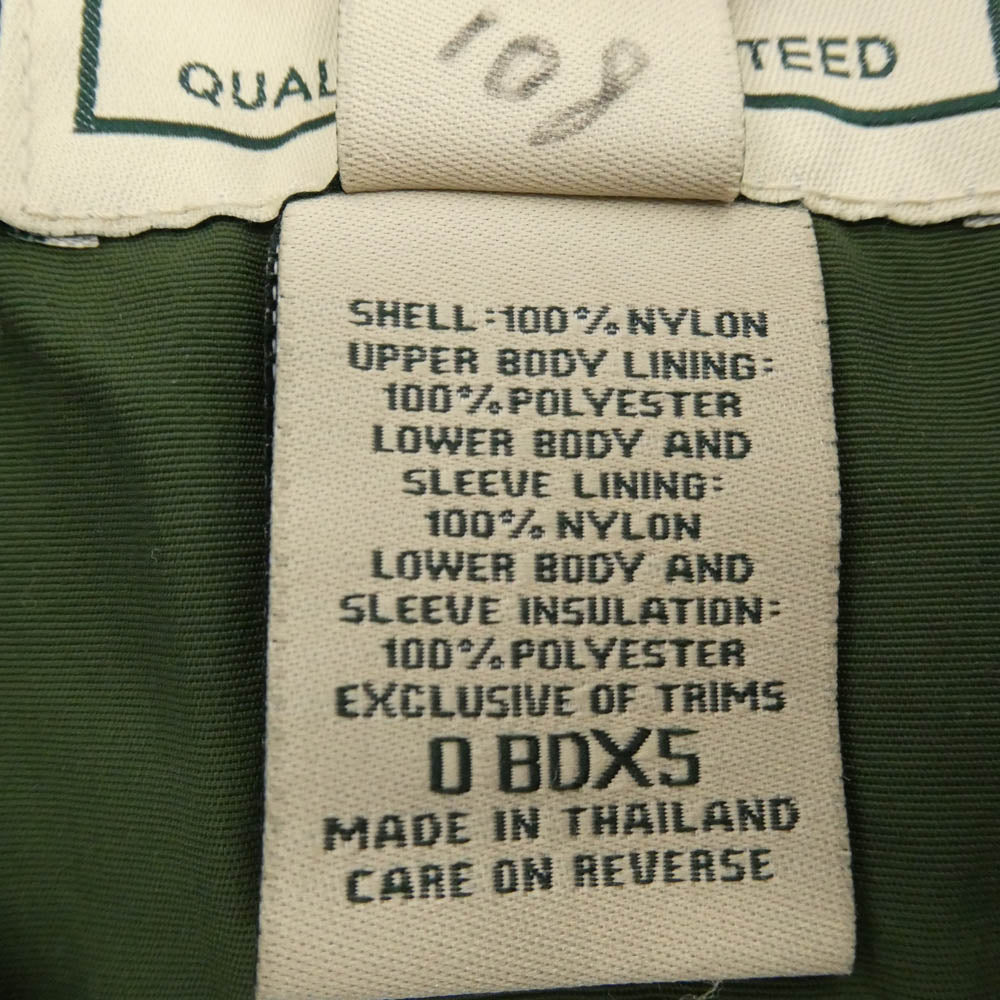 108
QUAL TEED
SHELL:100%NYLON
UPPER BODY LINING:
100%POLYESTER
LOWER BODY AND
SLEEVE LINING:
100% NYLON
LOWER BODY AND
SLEEVE INSULATION:
100%POLYESTER
EXCLUSIVE OF TRIMS
0 BDX5
MADE IN THAILAND
CARE ON REVERSE